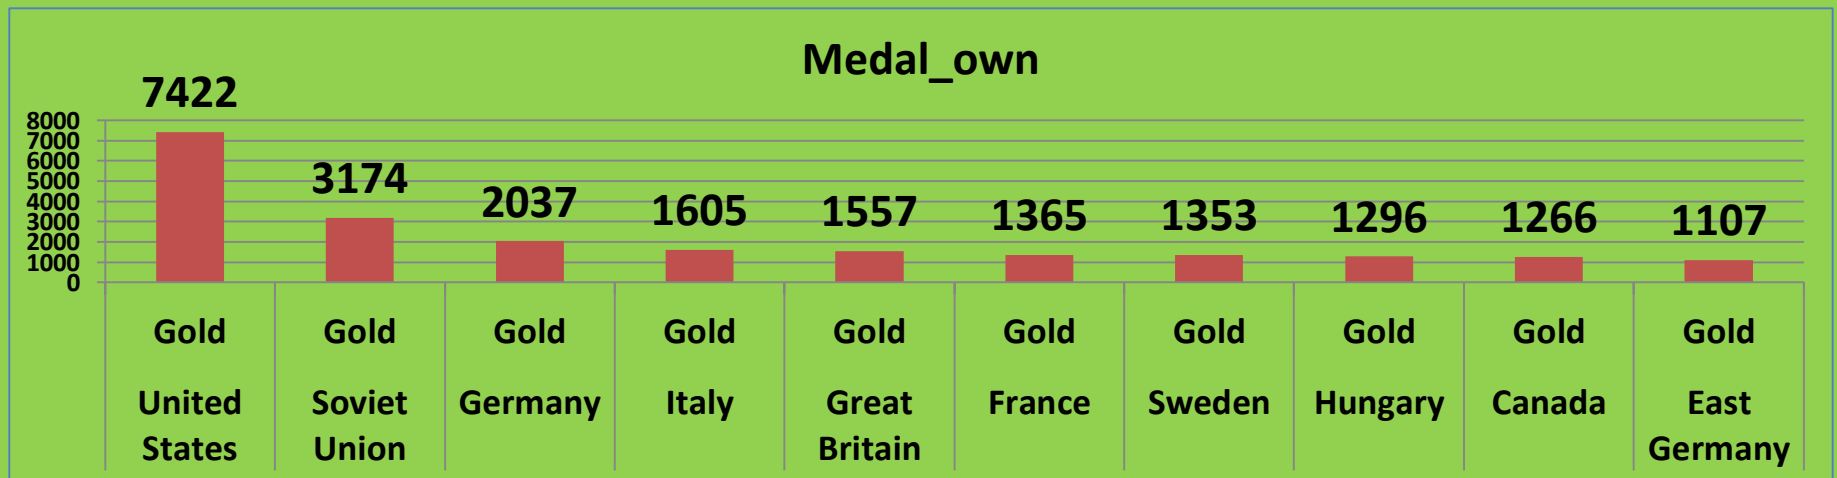 Medal_own
7422
3174
2037
1605
1557
1365
1353
1296
1266
1107
8000
7000
6000
5000
4000
3000
2000
1000
0
Gold Gold Gold Gold Gold Gold Gold Gold Gold Gold
United States
Soviet Union
Germany
Italy
Great Britain
France
Sweden
Hungary
Canada
East Germany